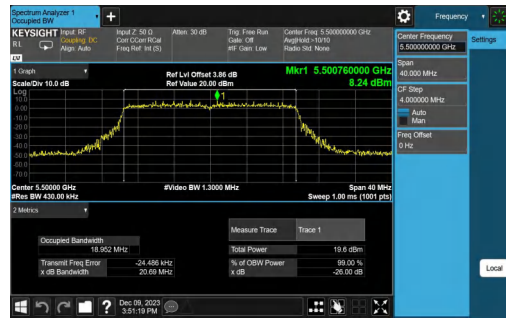 Spectrum Analyzer 1
Occupied BW
+
Frequency
KEYSIGHT
RL
Input: RF
Coupling: DC
Align: Auto
Input Z: 50 Ω
Corr CCorr RCal
Freq Ref: Int (S)
Atten: 30 dB
Trig: Free Run
Gate: Off
#IF Gain: Low
Center Freq: 5.500000000 GHz
Avg|Hold:>10/10
Radio Std: None
Center Frequency
5.500000000 GHz
Settings
Span
40.000 MHz
CF Step
4.000000 MHz
Auto
Man
Freq Offset
0 Hz
Local
LV
1 Graph
Scale/Div 10.0 dB
Ref Lvl Offset 3.86 dB
Ref Value 20.00 dBm
Mkr1 5.500760000 GHz
8.24 dBm
Log
10.0
0.00
-10.0
-20.0
-30.0
-40.0
-50.0
-60.0
-70.0
1
Center 5.50000 GHz
#Res BW 430.00 kHz
#Video BW 1.3000 MHz
Span 40 MHz
Sweep 1.00 ms (1001 pts)
2 Metrics
Measure Trace Trace 1
Occupied Bandwidth
18.952 MHz
Total Power 19.6 dBm
Transmit Freq Error -24.486 kHz
% of OBW Power 99.00 %
x dB Bandwidth 20.69 MHz
x dB -26.00 dB
?
Dec 09, 2023
3:51:19 PM